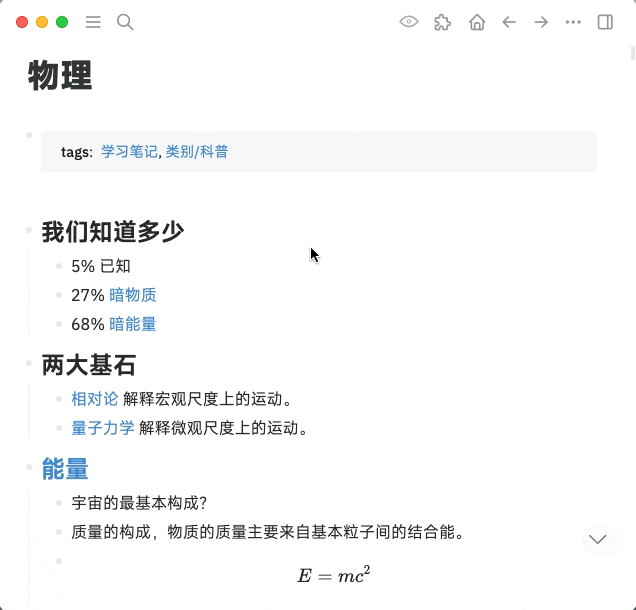 物理
tags: 学习笔记, 类别/科普
我们知道多少
5% 已知
27% 暗物质
68% 暗能量
两大基石
相对论 解释宏观尺度上的运动。
量子力学 解释微观尺度上的运动。
能量
宇宙的最基本构成？
质量的构成，物质的质量主要来自基本粒子间的结合能。
E = mc²